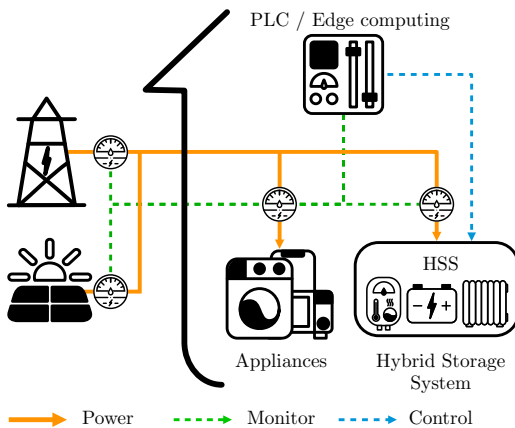 PLC / Edge computing
HSS
Appliances
Hybrid Storage
System
Power
Monitor
Control